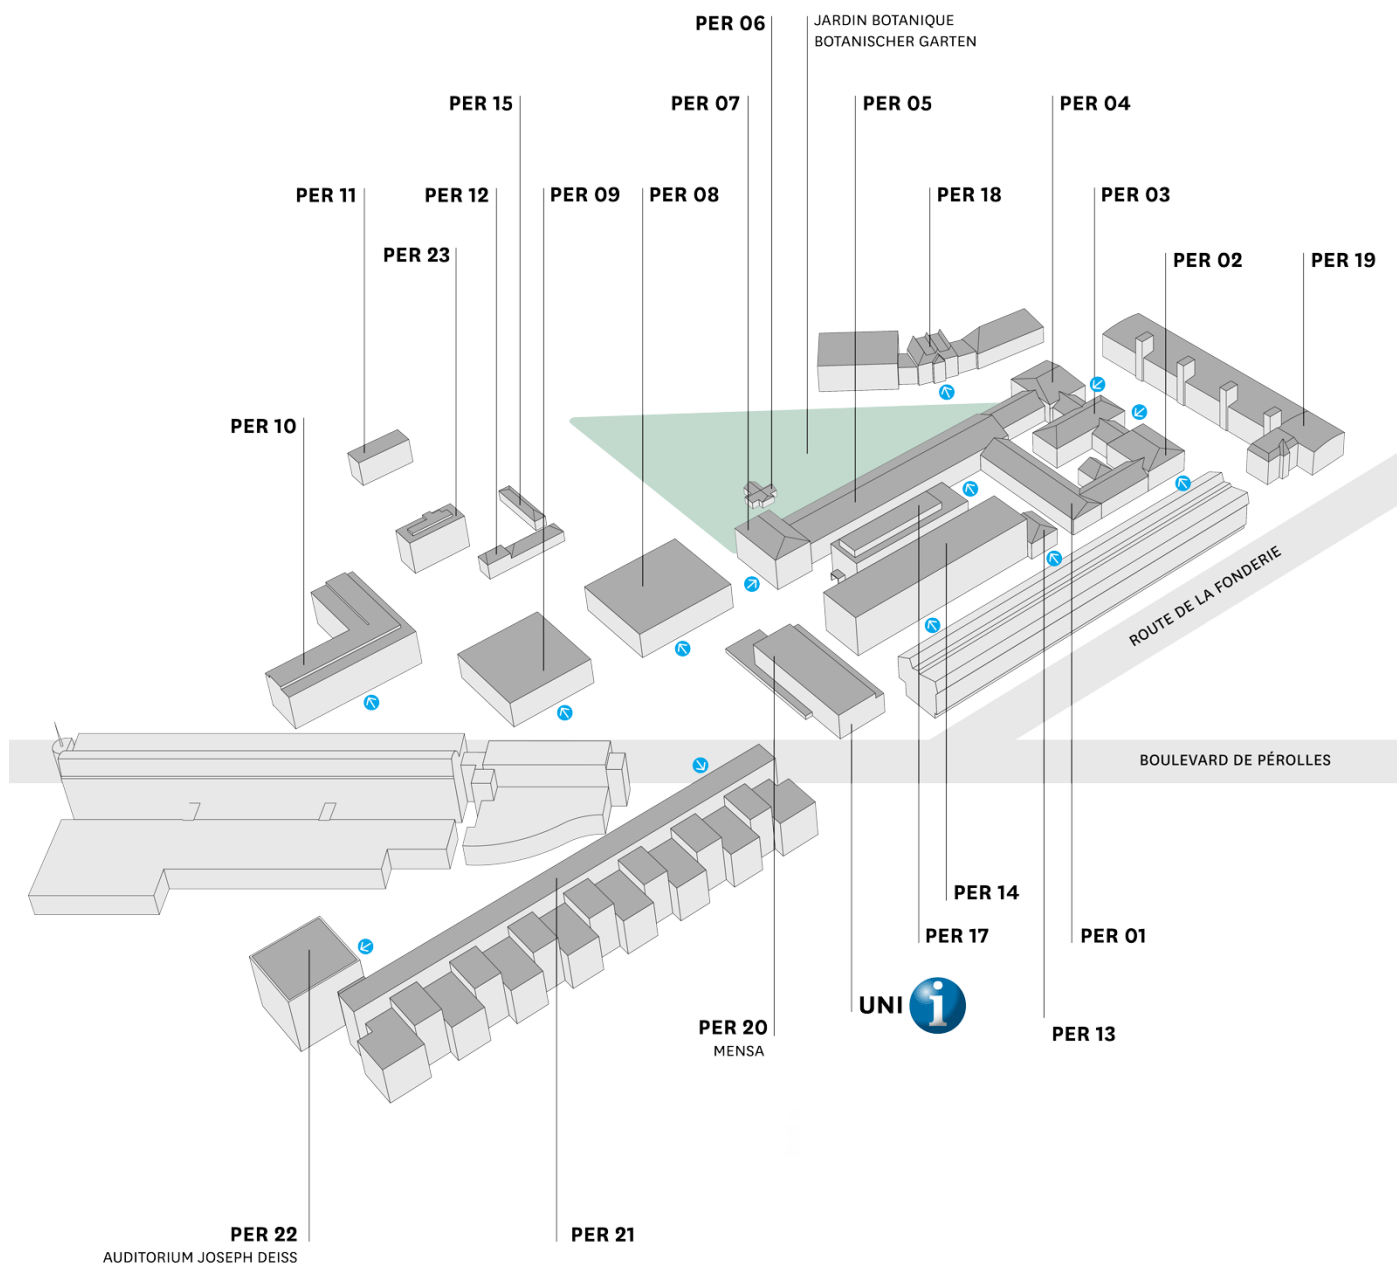 PER 06
JARDIN BOTANIQUE
BOTANISCHER GARTEN
PER 15
PER 07
PER 05
PER 04
PER 11
PER 12
PER 09
PER 08
PER 18
PER 03
PER 23
PER 02
PER 19
PER 10
ROUTE DE LA FONDERIE
BOULEVARD DE PÉROLLES
PER 14
PER 17
PER 01
UNI i
PER 20
MENSA
PER 13
PER 22
AUDITORIUM JOSEPH DEISS
PER 21